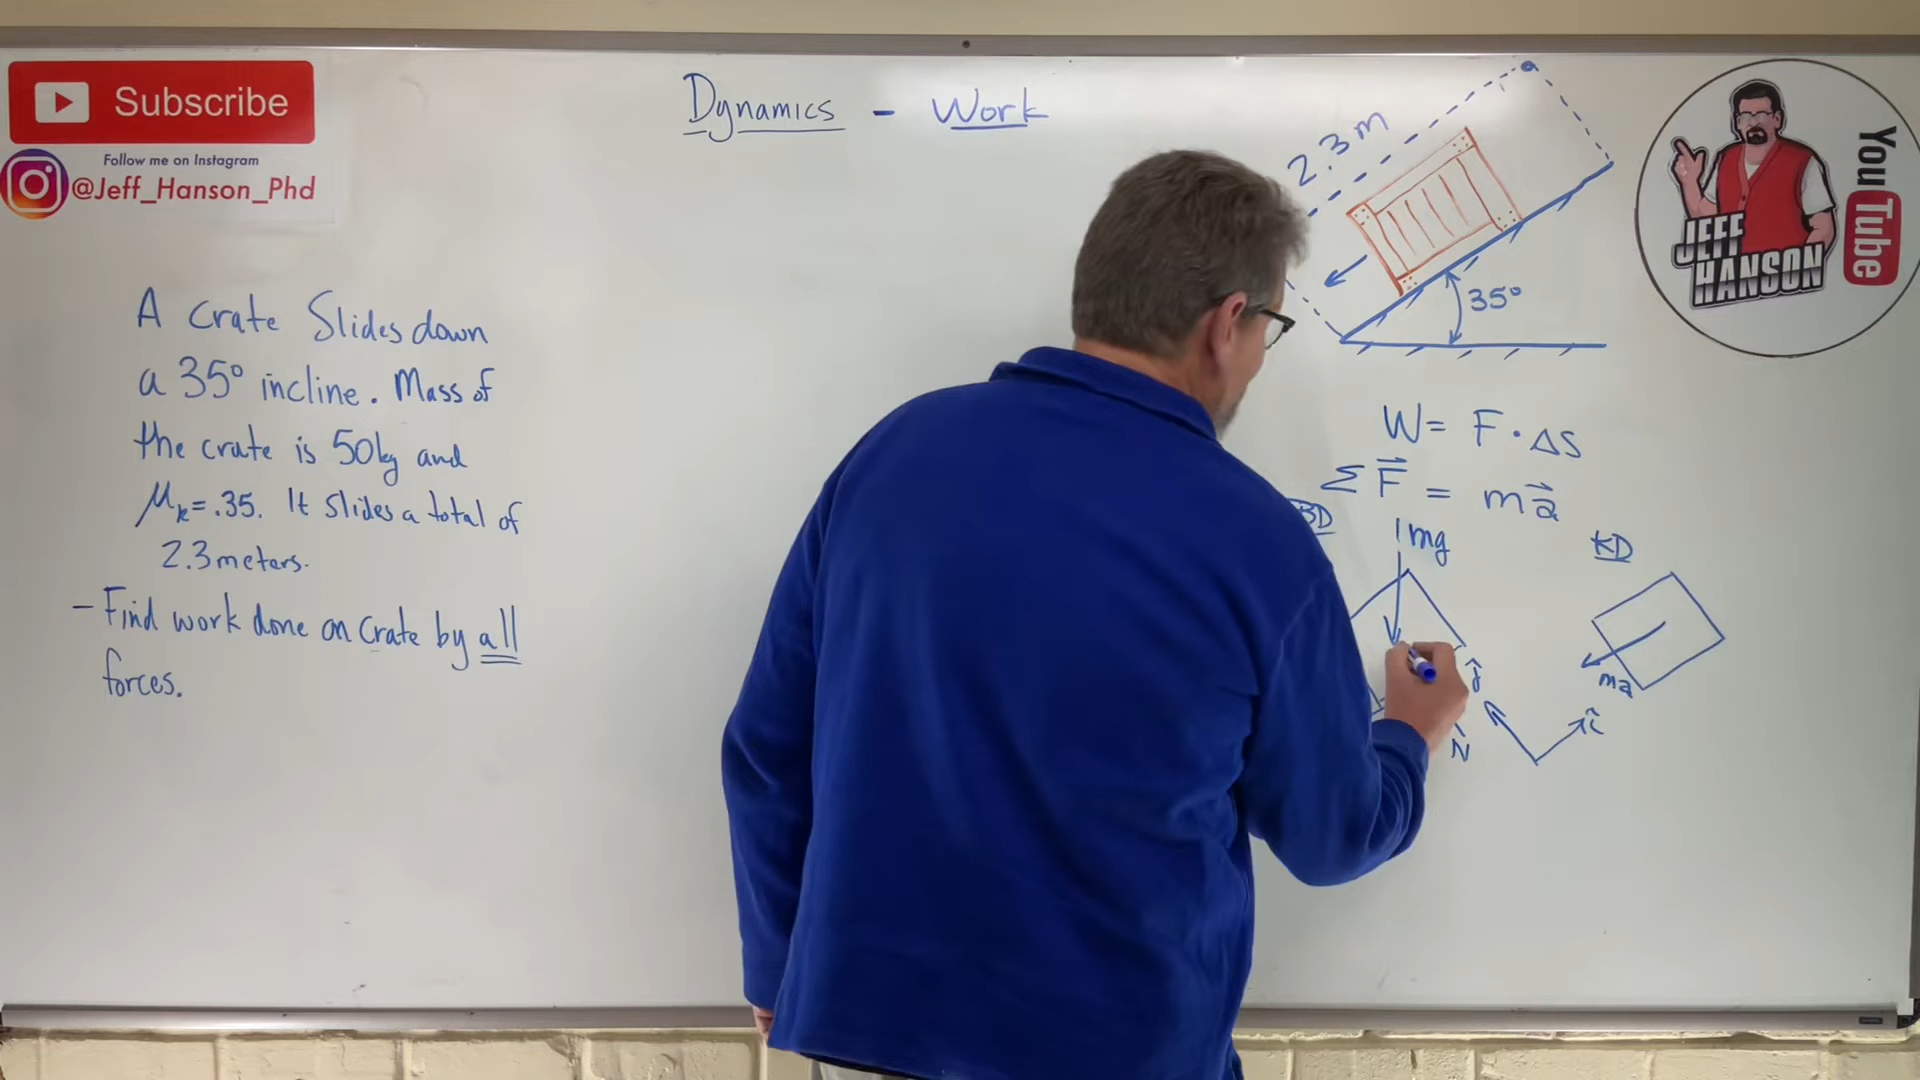 Subscribe
Follow me on Instagram
@Jeff_Hanson_Phd
Dynamics - Work
A crate Slides down
a 35° incline. Mass of
the crate is 50kg and
μk=.35. It slides a total of
2.3 meters.
- Find work done on crate by all
forces.
2.3 m
35°
W= F·ΔS
ΣF⃗ = ma⃗
BD
mg
N
ĵ
î
KD
ma
JEFF
HANSON
YouTube